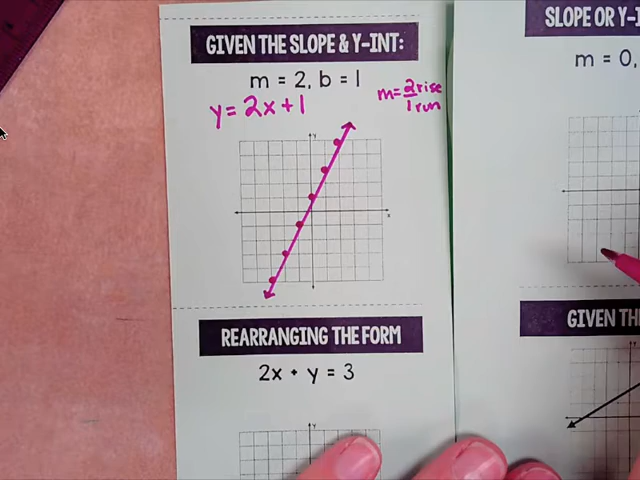 GIVEN THE SLOPE & Y-INT:
m = 2, b = 1
y = 2x + 1
m = 2 rise
1 run
y
x
REARRANGING THE FORM
2x + y = 3
y
SLOPE OR Y-I
m = 0,
GIVEN THE